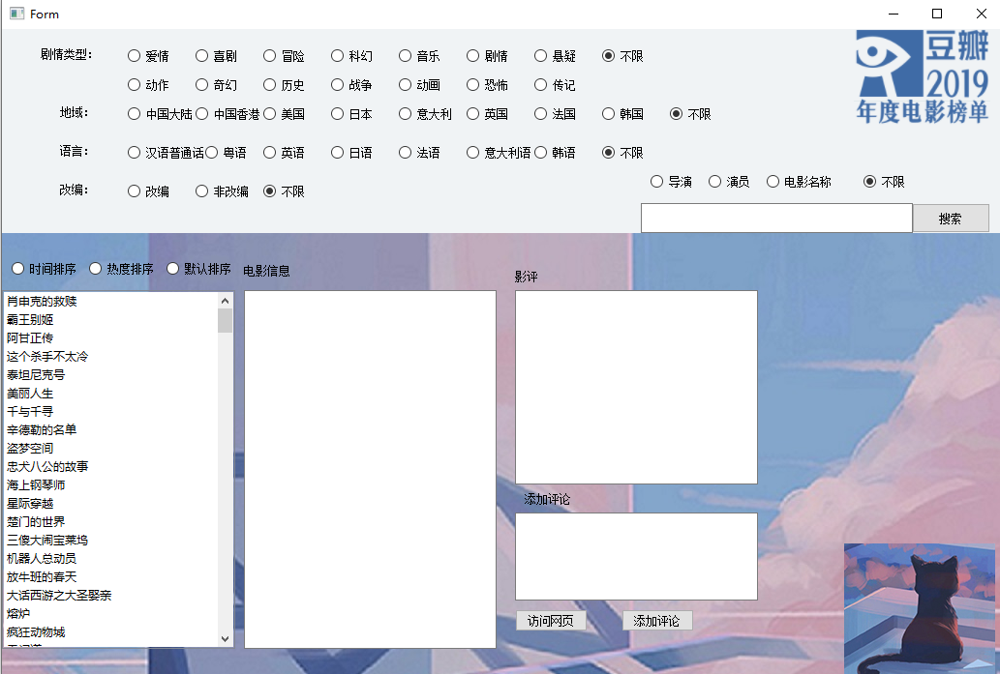 Form
剧情类型： 爱情 喜剧 冒险 科幻 音乐 剧情 悬疑 不限
动作 奇幻 历史 战争 动画 恐怖 传记
地域： 中国大陆 中国香港 美国 日本 意大利 英国 法国 韩国 不限
语言： 汉语普通话 粤语 英语 日语 法语 意大利语 韩语 不限
改编： 改编 非改编 不限
豆瓣
2019
年度电影榜单
导演 演员 电影名称 不限
搜索
时间排序 热度排序 默认排序 电影信息
影评
肖申克的救赎
霸王别姬
阿甘正传
这个杀手不太冷
泰坦尼克号
美丽人生
千与千寻
辛德勒的名单
盗梦空间
忠犬八公的故事
海上钢琴师
星际穿越
楚门的世界
三傻大闹宝莱坞
机器人总动员
放牛班的春天
大话西游之大圣娶亲
熔炉
疯狂动物城
添加评论
访问网页 添加评论